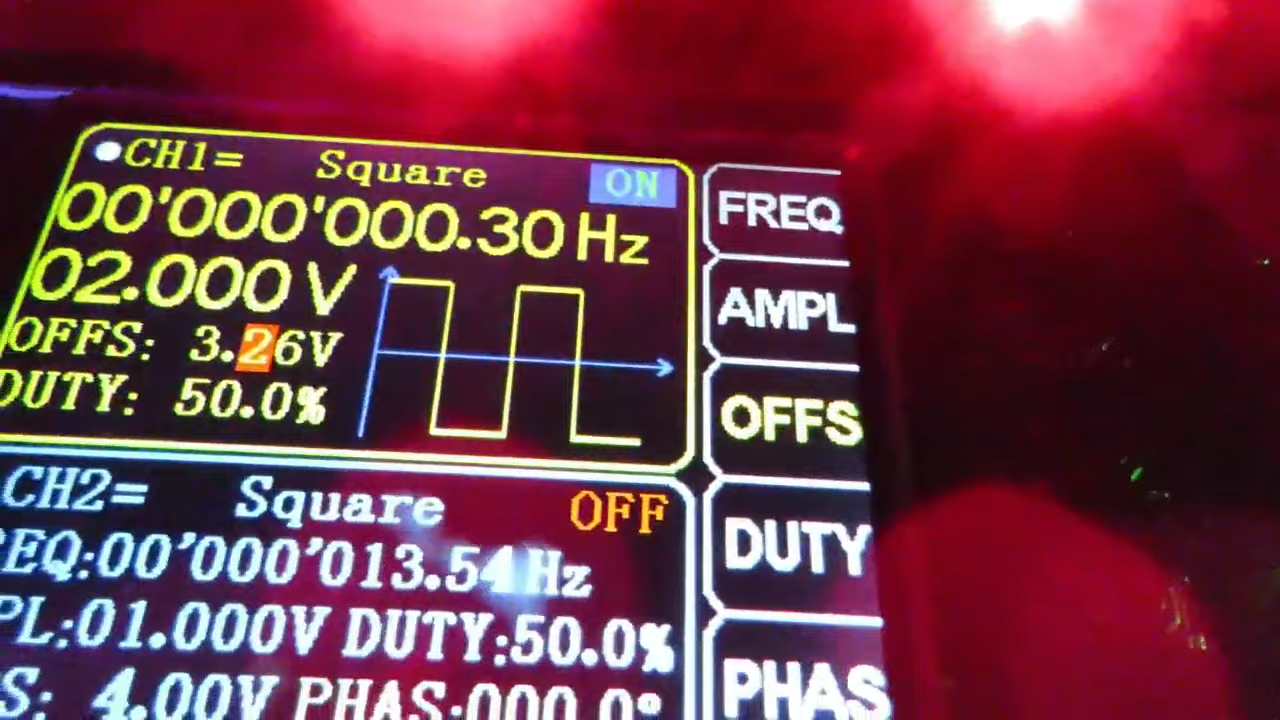 CH1= Square ON
00'000'000.30 Hz
02.000 V
OFFS: 3.26V
DUTY: 50.0%
CH2= Square OFF
EQ:00'000'013.54Hz
PL:01.000V DUTY:50.0%
S: 4.00V PHAS:000.0°
FREQ
AMPL
OFFS
DUTY
PHAS